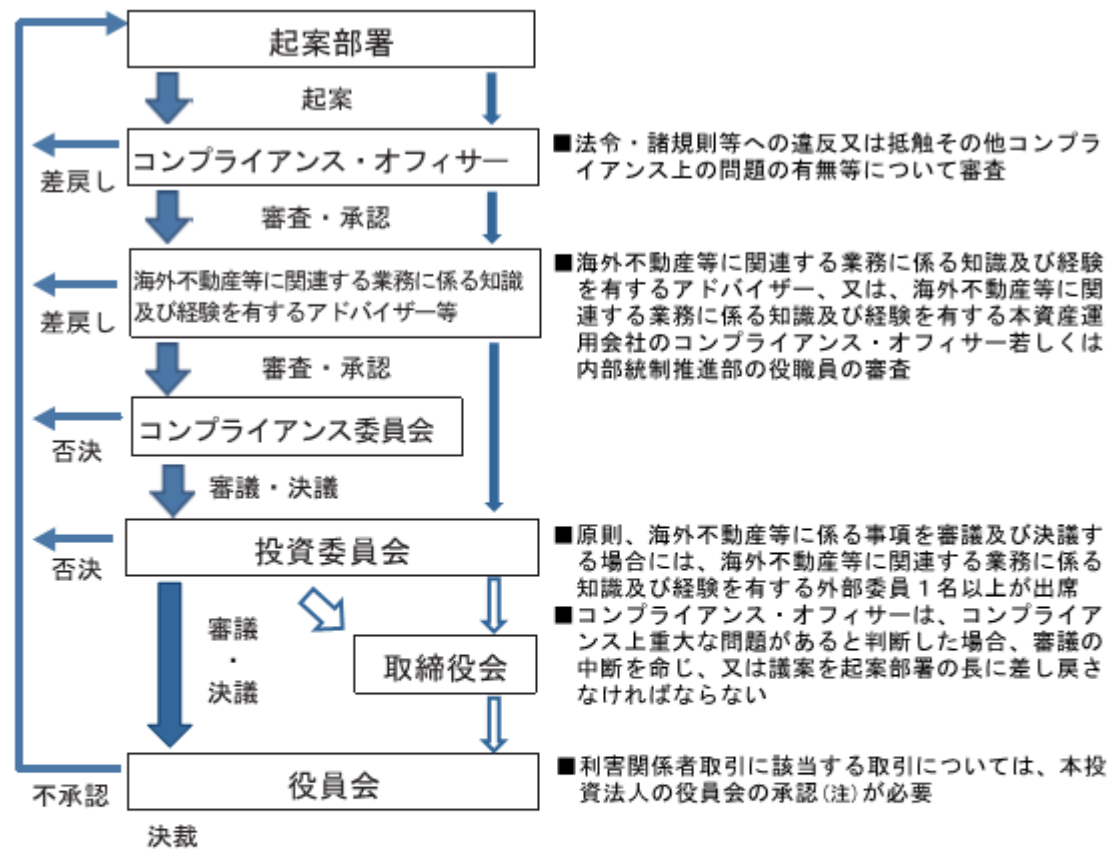 起案部署
起案
コンプライアンス・オフィサー
差戻し
■法令・諸規則等への違反又は抵触その他コンプラ
イアンス上の問題の有無等について審査
審査・承認
海外不動産等に関連する業務に係る知識
及び経験を有するアドバイザー等
差戻し
■海外不動産等に関連する業務に係る知識及び経験
を有するアドバイザー、又は、海外不動産等に関
連する業務に係る知識及び経験を有する本資産運
用会社のコンプライアンス・オフィサー若しくは
内部統制推進部の役職員の審査
審査・承認
コンプライアンス委員会
否決
審議・決議
投資委員会
否決
■原則、海外不動産等に係る事項を審議及び決議す
る場合には、海外不動産等に関連する業務に係る
知識及び経験を有する外部委員1名以上が出席
■コンプライアンス・オフィサーは、コンプライア
ンス上重大な問題があると判断した場合、審議の
中断を命じ、又は議案を起案部署の長に差し戻さ
なければならない
審議
・
決議
取締役会
役員会
不承認
■利害関係者取引に該当する取引については、本投
資法人の役員会の承認(注)が必要
決裁